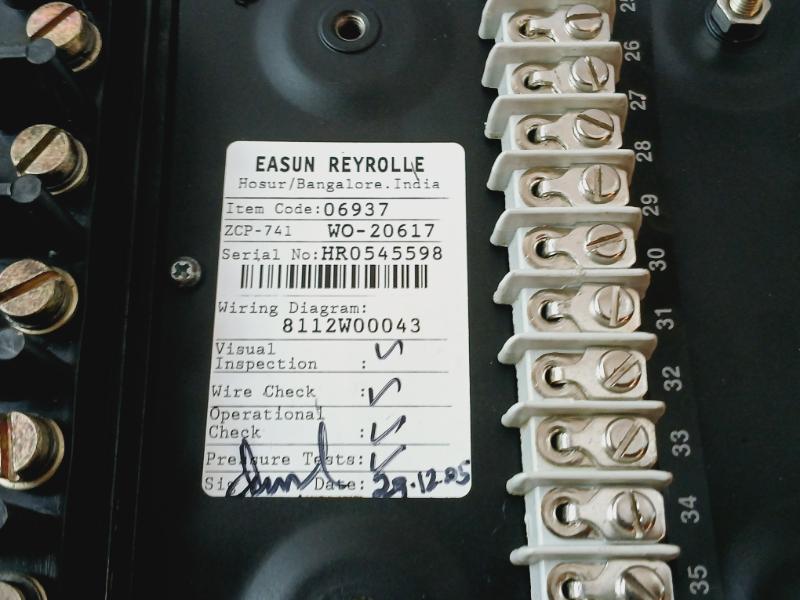 EASUN REYROLLE
Hosur/Bangalore.India
Item Code:06937
ZCP-741 WO-20617
Serial No:HR0545598
Wiring Diagram:
8112W00043
Visual
Inspection :
Wire Check :
Operational
Check :
Pressure Tests:
Date: 29.12.05
25
26
27
28
29
30
31
32
33
34
35